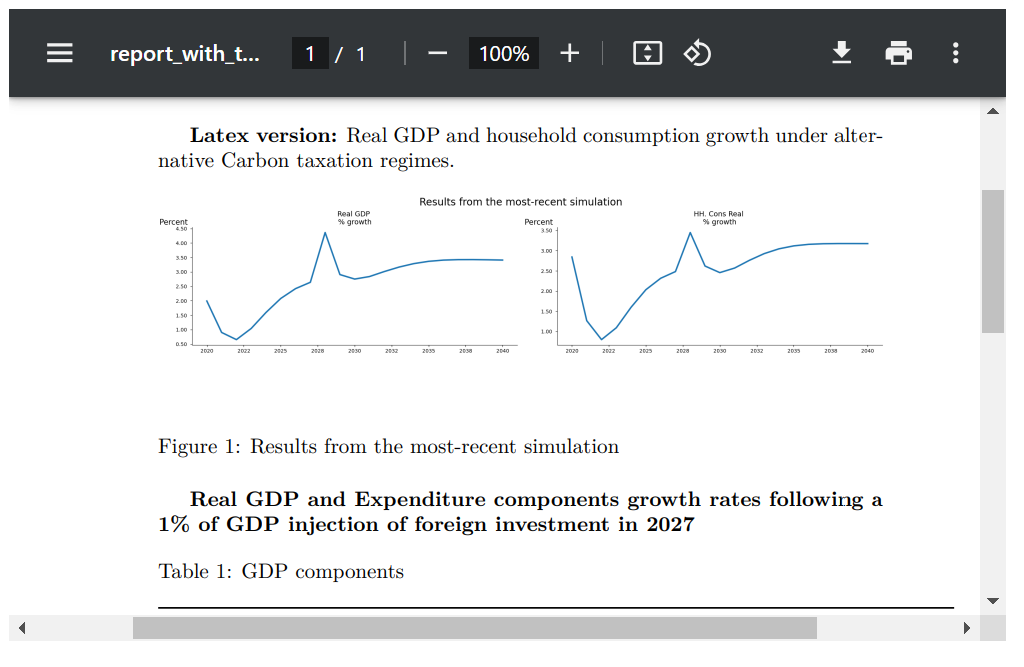 report_with_t...
1 / 1
100%
Latex version: Real GDP and household consumption growth under alter-
native Carbon taxation regimes.
Results from the most-recent simulation
Real GDP
% growth
Percent
4.50
4.00
3.50
3.00
2.50
2.00
1.50
1.00
0.50
2020 2022 2025 2028 2030 2032 2035 2038 2040
HH. Cons Real
% growth
Percent
3.50
3.00
2.50
2.00
1.50
1.00
2020 2022 2025 2028 2030 2032 2035 2038 2040
Figure 1: Results from the most-recent simulation
Real GDP and Expenditure components growth rates following a
1% of GDP injection of foreign investment in 2027
Table 1: GDP components